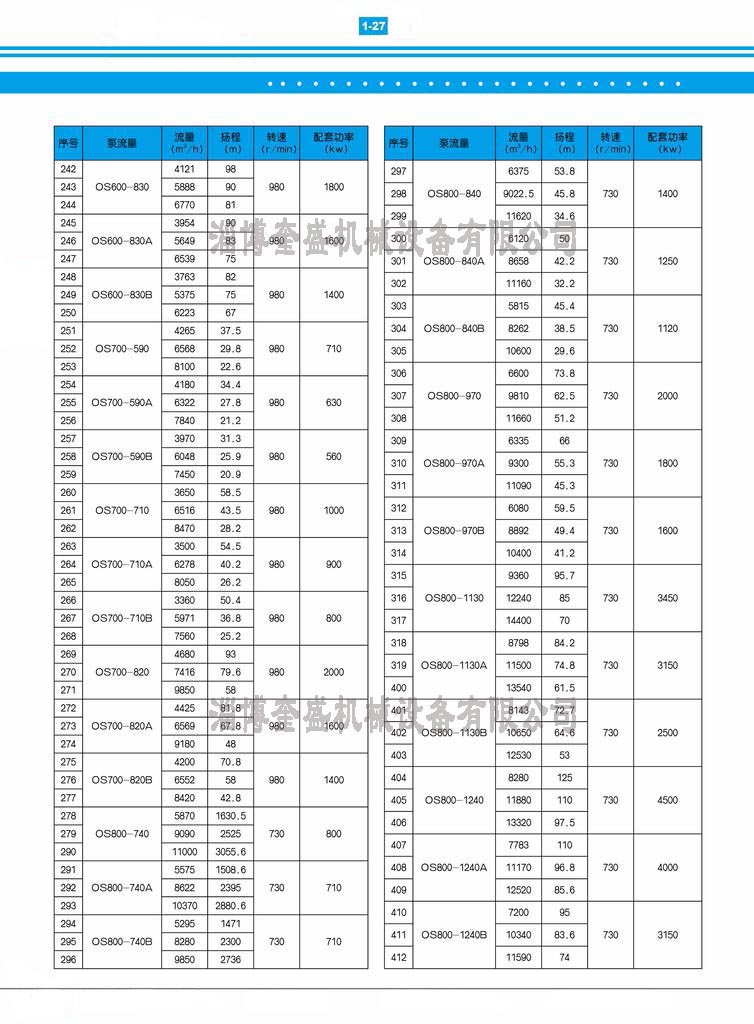 1-27
序号 泵流量 流量(m³/h) 扬程(m) 转速(r/min) 配套功率(kw)
242 4121 98
243 OS600-830 5888 90 980 1800
244 6770 81
245 3954 90
246 OS600-830A 5649 83 980 1600
247 6539 75
248 3763 82
249 OS600-830B 5375 75 980 1400
250 6223 67
251 4265 37.5
252 OS700-590 6568 29.8 980 710
253 8100 22.6
254 4180 34.4
255 OS700-590A 6322 27.8 980 630
256 7840 21.2
257 3970 31.3
258 OS700-590B 6048 25.9 980 560
259 7450 20.9
260 3650 58.5
261 OS700-710 6516 43.5 980 1000
262 8470 28.2
263 3500 54.5
264 OS700-710A 6278 40.2 980 900
265 8050 26.2
266 3360 50.4
267 OS700-710B 5971 36.8 980 800
268 7560 25.2
269 4680 93
270 OS700-820 7416 79.6 980 2000
271 9850 58
272 4425 81.8
273 OS700-820A 6569 67.8 980 1600
274 9180 48
275 4200 70.8
276 OS700-820B 6552 58 980 1400
277 8420 42.8
278 5870 1630.5
279 OS800-740 9090 2525 730 800
290 11000 3055.6
291 5575 1508.6
292 OS800-740A 8622 2395 730 710
293 10370 2880.6
294 5295 1471
295 OS800-740B 8280 2300 730 710
296 9850 2736
序号 泵流量 流量(m³/h) 扬程(m) 转速(r/min) 配套功率(kw)
297 6375 53.8
298 OS800-840 9022.5 45.8 730 1400
299 11620 34.6
300 6120 50
301 OS800-840A 8658 42.2 730 1250
302 11160 32.2
303 5815 45.4
304 OS800-840B 8262 38.5 730 1120
305 10600 29.6
306 6600 73.8
307 OS800-970 9810 62.5 730 2000
308 11660 51.2
309 6335 66
310 OS800-970A 9300 55.3 730 1800
311 11090 45.3
312 6080 59.5
313 OS800-970B 8892 49.4 730 1600
314 10400 41.2
315 9360 95.7
316 OS800-1130 12240 85 730 3450
317 14400 70
318 8798 84.2
319 OS800-1130A 11500 74.8 730 3150
400 13540 61.5
401 8143 72.7
402 OS800-1130B 10650 64.6 730 2500
403 12530 53
404 8280 125
405 OS800-1240 11880 110 730 4500
406 13320 97.5
407 7783 110
408 OS800-1240A 11170 96.8 730 4000
409 12520 85.6
410 7200 95
411 OS800-1240B 10340 83.6 730 3150
412 11590 74
淄博奎盛机械设备有限公司
淄博奎盛机械设备有限公司